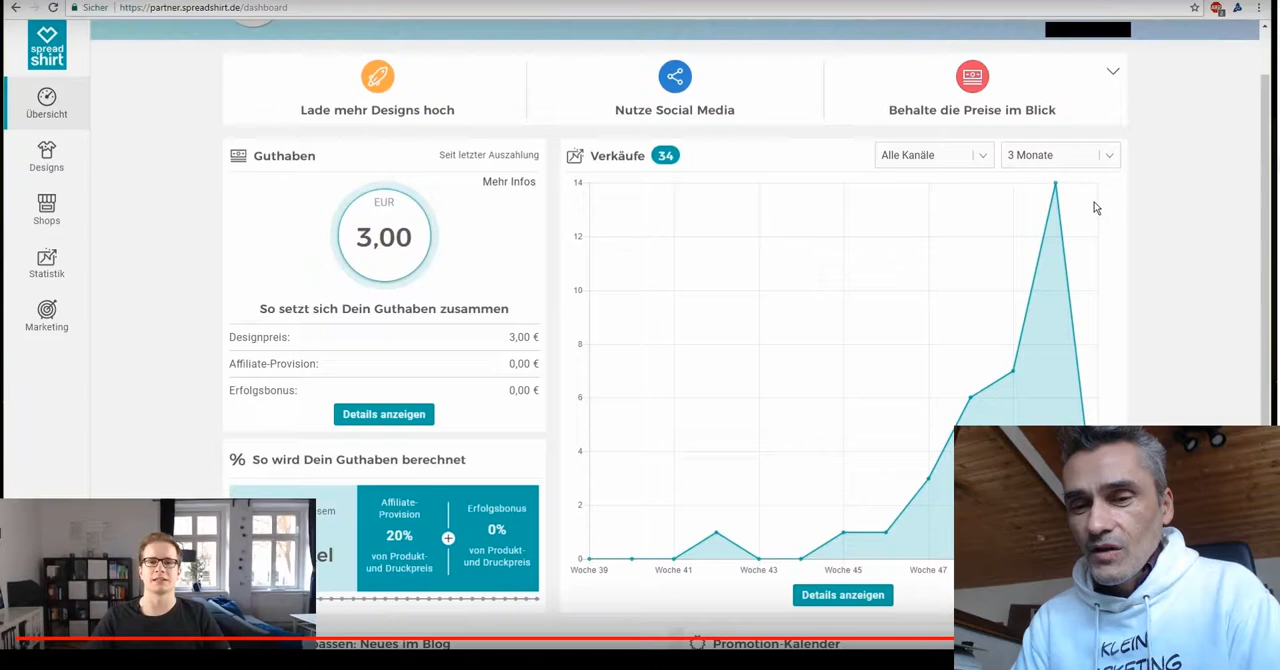 Sicher
https://partner.spreadshirt.de/dashboard
spread
shirt
Übersicht
Designs
Shops
Statistik
Marketing
Lade mehr Designs hoch
Nutze Social Media
Behalte die Preise im Blick
Guthaben
Seit letzter Auszahlung
Mehr Infos
EUR
3,00
So setzt sich Dein Guthaben zusammen
Designpreis: 3,00 €
Affiliate-Provision: 0,00 €
Erfolgsbonus: 0,00 €
Details anzeigen
% So wird Dein Guthaben berechnet
esem
el
Affiliate-
Provision
20%
von Produkt-
und Druckpreis
Erfolgsbonus
0%
von Produkt-
und Druckpreis
Verkäufe 34
Alle Kanäle
3 Monate
14
12
10
8
6
4
2
0
Woche 39 Woche 41 Woche 43 Woche 45 Woche 47
Details anzeigen
passen: Neues im Blog
Promotion-Kalender
KLEIN
MARKETING